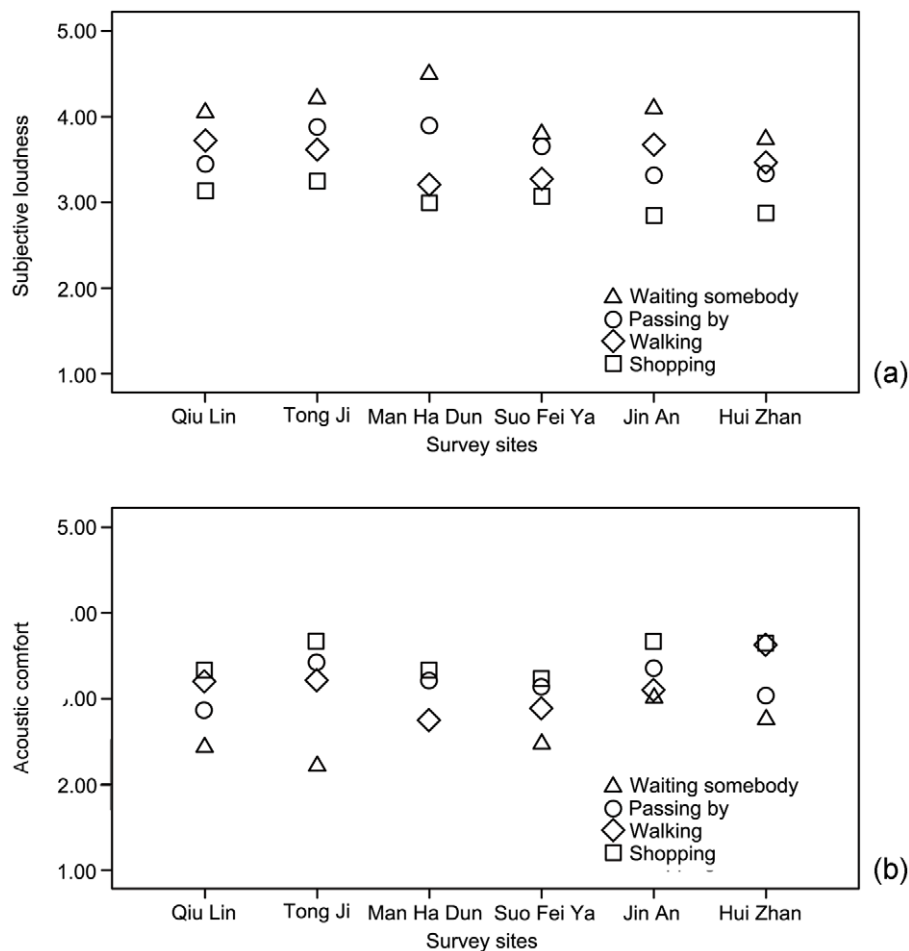 5.00
4.00
3.00
2.00
1.00
Subjective loudness
Waiting somebody
Passing by
Walking
Shopping
(a)
Qiu Lin Tong Ji Man Ha Dun Suo Fei Ya Jin An Hui Zhan
Survey sites
5.00
.00
.00
2.00
1.00
Acoustic comfort
Waiting somebody
Passing by
Walking
Shopping
(b)
Qiu Lin Tong Ji Man Ha Dun Suo Fei Ya Jin An Hui Zhan
Survey sites